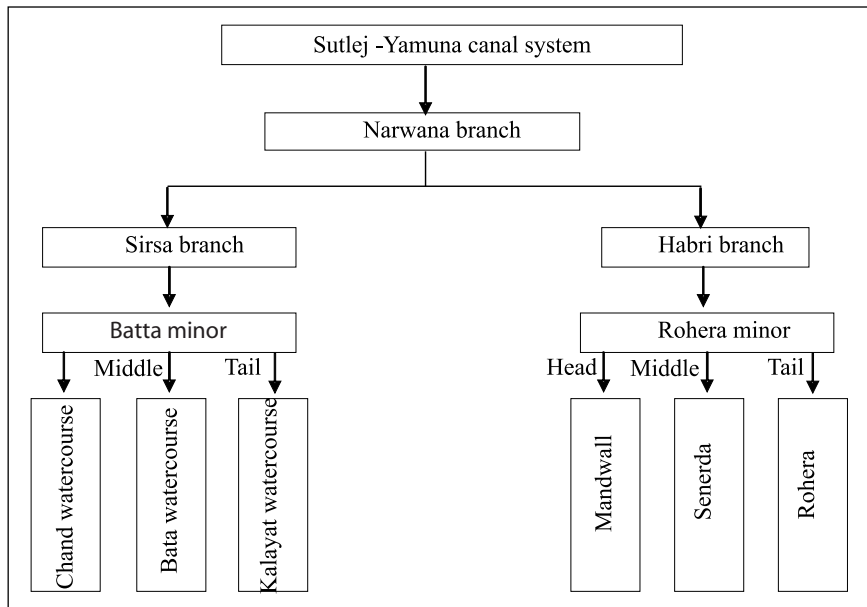 Sutlej -Yamuna canal system
Narwana branch
Sirsa branch
Habri branch
Batta minor
Rohera minor
Middle
Tail
Head
Middle
Tail
Chand watercourse
Bata watercourse
Kalayat watercourse
Mandwall
Senerda
Rohera